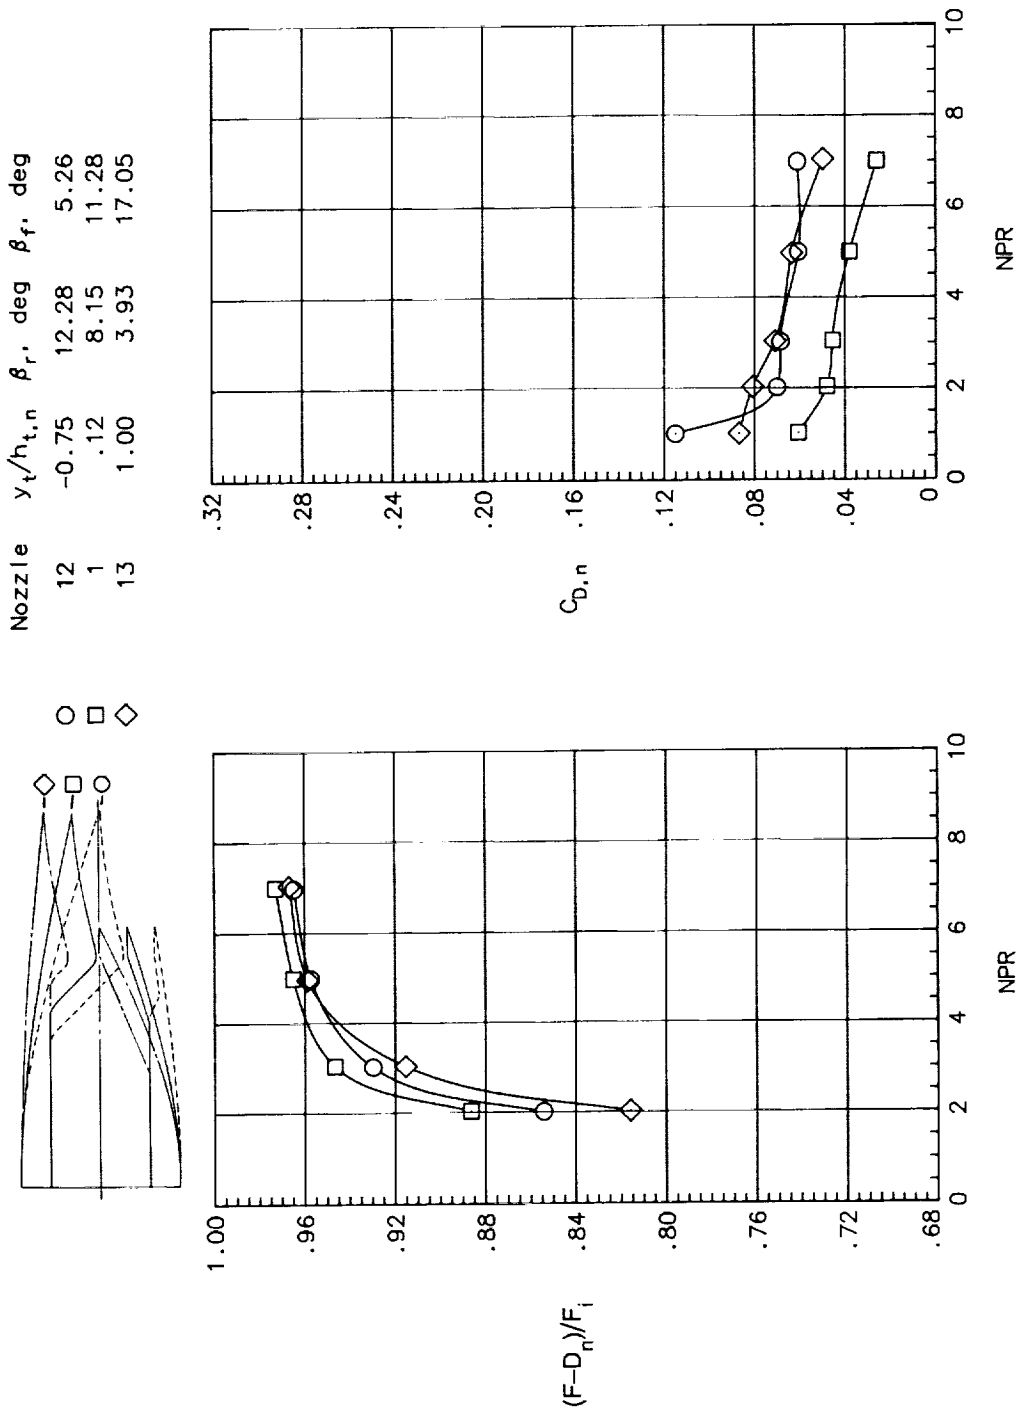 Nozzle y_t/h_t,n β_r, deg β_f, deg
12 -0.75 12.28 5.26
1 .12 8.15 11.28
13 1.00 3.93 17.05
1.00
.96
.92
.88
.84
.80
.76
.72
.68
(F-D_n)/F_i
0 2 4 6 8 10
NPR
.32
.28
.24
.20
.16
.12
.08
.04
0
C_D,n
0 2 4 6 8 10
NPR